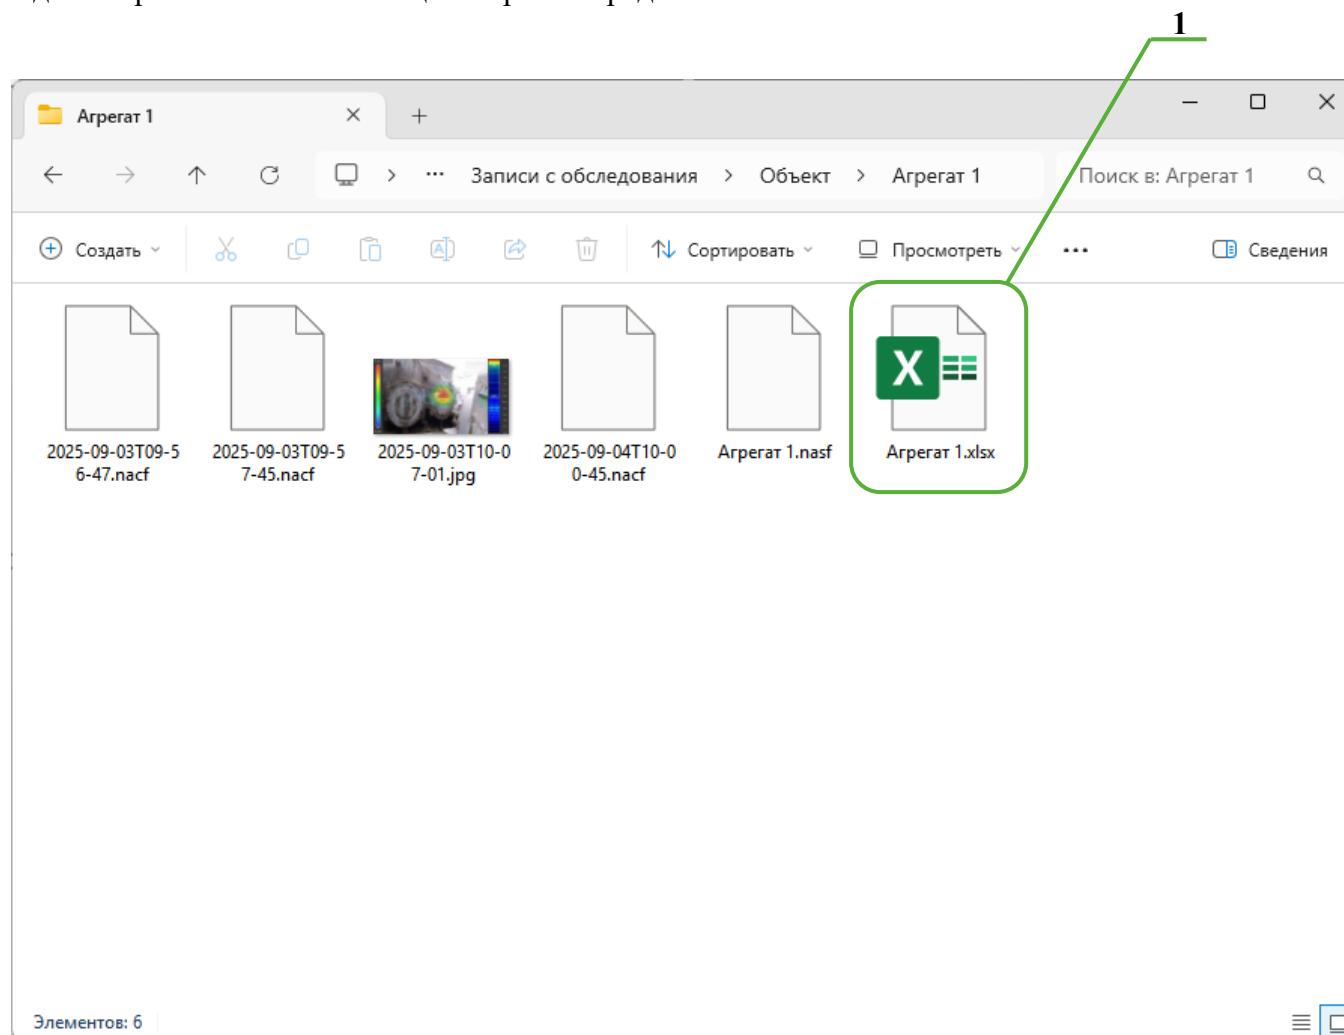 1
Агрегат 1
Записи с обследования > Объект > Агрегат 1
Поиск в: Агрегат 1
Создать
Сортировать
Просмотреть
Сведения
2025-09-03T09-5
6-47.nacf
2025-09-03T09-5
7-45.nacf
2025-09-03T10-0
7-01.jpg
2025-09-04T10-0
0-45.nacf
Агрегат 1.nasf
Агрегат 1.xlsx
Элементов: 6